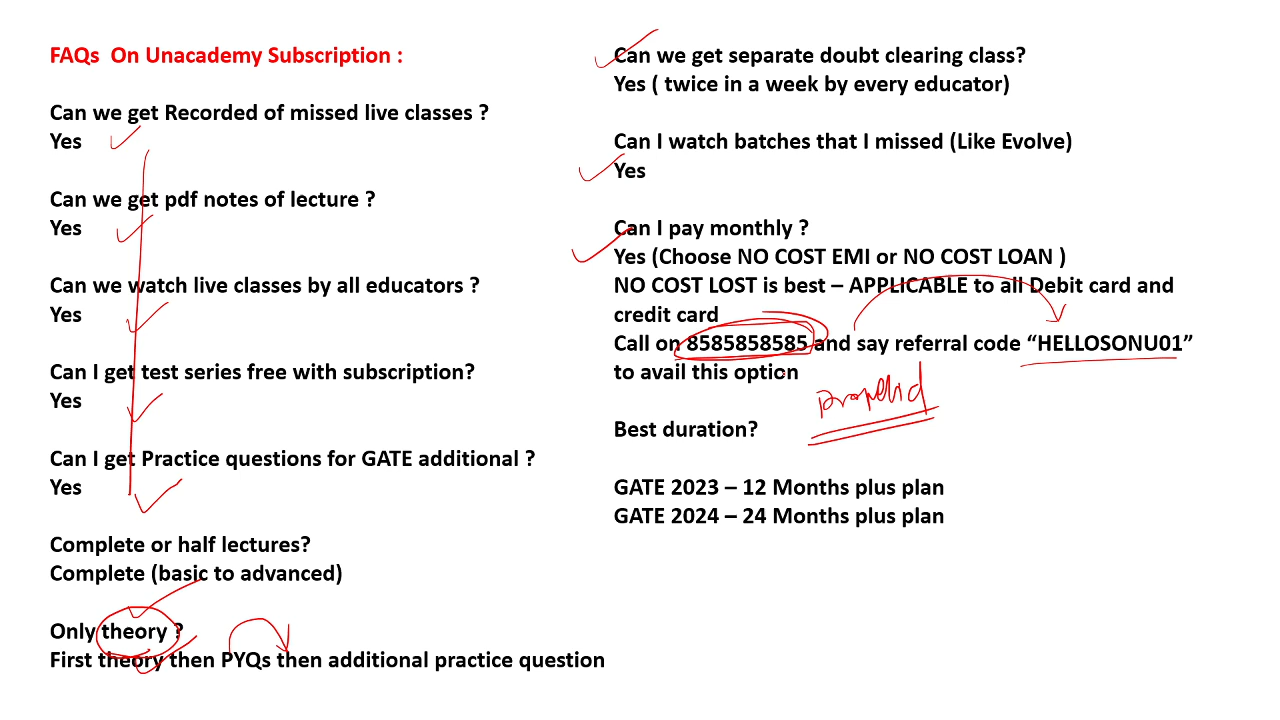 FAQs On Unacademy Subscription :
Can we get Recorded of missed live classes ?
Yes
Can we get pdf notes of lecture ?
Yes
Can we watch live classes by all educators ?
Yes
Can I get test series free with subscription?
Yes
Can I get Practice questions for GATE additional ?
Yes
Complete or half lectures?
Complete (basic to advanced)
Only theory ?
First theory then PYQs then additional practice question
Can we get separate doubt clearing class?
Yes ( twice in a week by every educator)
Can I watch batches that I missed (Like Evolve)
Yes
Can I pay monthly ?
Yes (Choose NO COST EMI or NO COST LOAN )
NO COST LOST is best – APPLICABLE to all Debit card and
credit card
Call on 8585858585 and say referral code “HELLOSONU01”
to avail this option
Best duration?
GATE 2023 – 12 Months plus plan
GATE 2024 – 24 Months plus plan